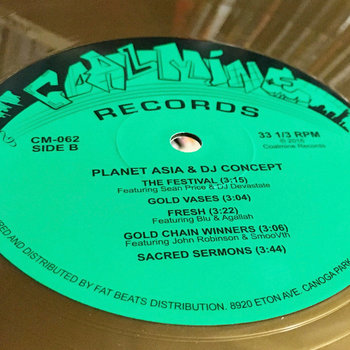 COALMINE
RECORDS
CM-062
SIDE B
33 1/3 RPM
Coalmine Records
PLANET ASIA & DJ CONCEPT
THE FESTIVAL (3:15)
Featuring Sean Price & DJ Devastate
GOLD VASES (3:04)
FRESH (3:22)
Featuring Blu & Agallah
GOLD CHAIN WINNERS (3:06)
Featuring John Robinson & SmooVth
SACRED SERMONS (3:44)
AND DISTRIBUTED BY FAT BEATS DISTRIBUTION. 8920 ETON AVE. CANOGA PARK